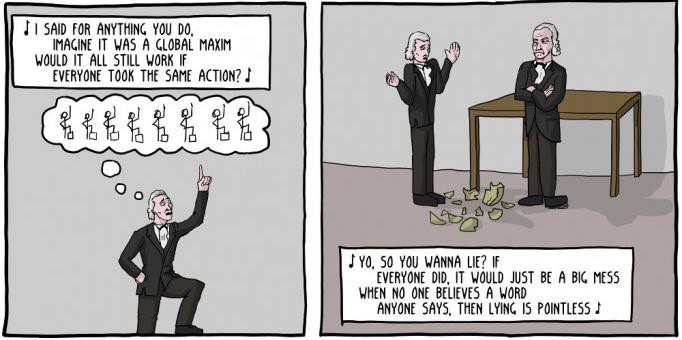 ♪ I SAID FOR ANYTHING YOU DO,
IMAGINE IT WAS A GLOBAL MAXIM
WOULD IT ALL STILL WORK IF
EVERYONE TOOK THE SAME ACTION? ♪
♪ YO, SO YOU WANNA LIE? IF
EVERYONE DID, IT WOULD JUST BE A BIG MESS
WHEN NO ONE BELIEVES A WORD
ANYONE SAYS, THEN LYING IS POINTLESS ♪